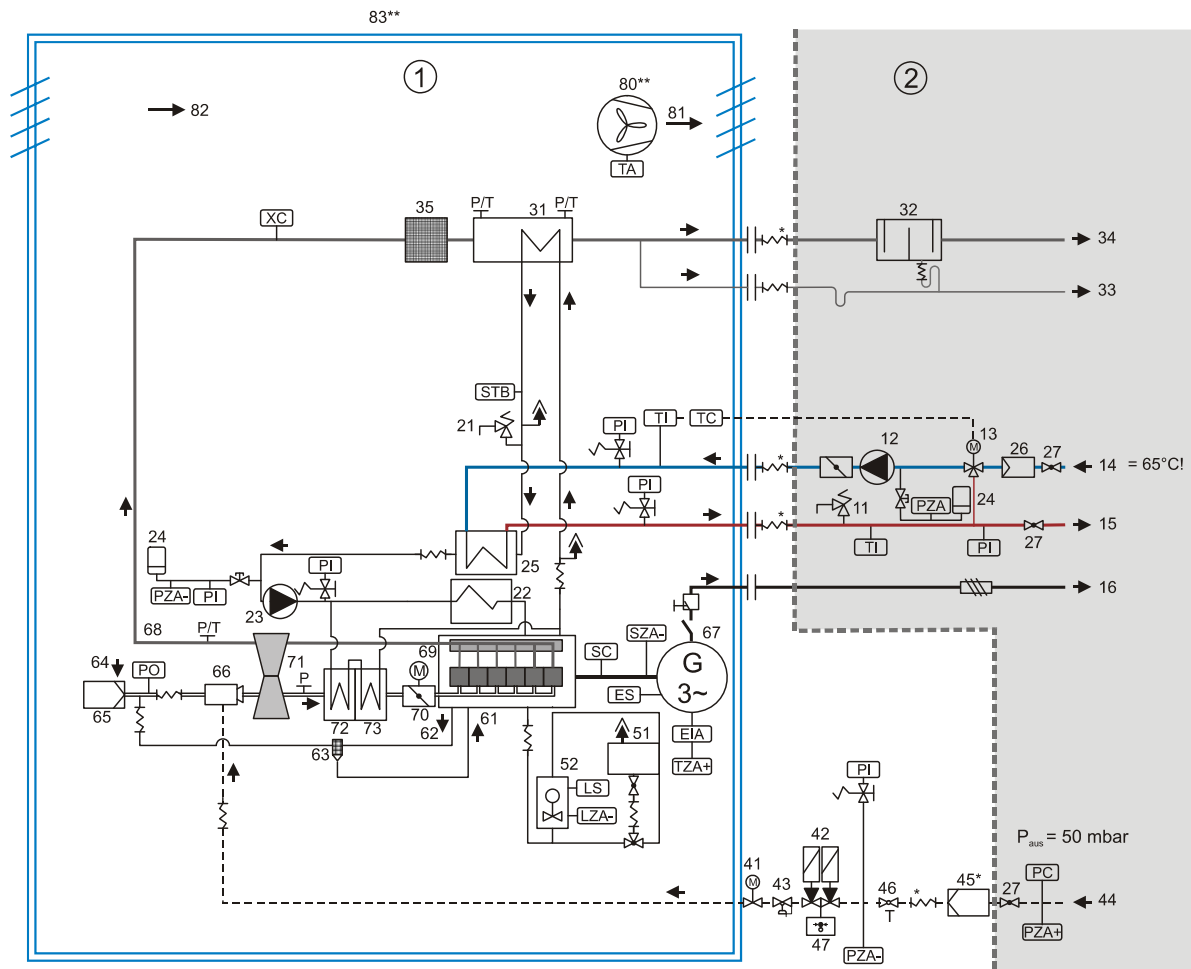 83**
1
80**
2
82
81
TA
XC
35
P/T
31
P/T
*
32
34
*
33
STB
21
PI
TI
TC
12
M
13
26
27
*
14 = 65°C!
PI
11
PZA
24
*
15
24
25
TI
PI
27
PI
PZA-
PI
23
22
16
68
P/T
67
SZA-
69
64
PO
66
71
P
M
SC
G
3~
65
72
73
70
ES
62
61
63
EIA
51
TZA+
52
LS
PI
LZA-
P aus = 50 mbar
42
41
M
43
46
*
45*
27
PC
44
T
47
PZA-
PZA+